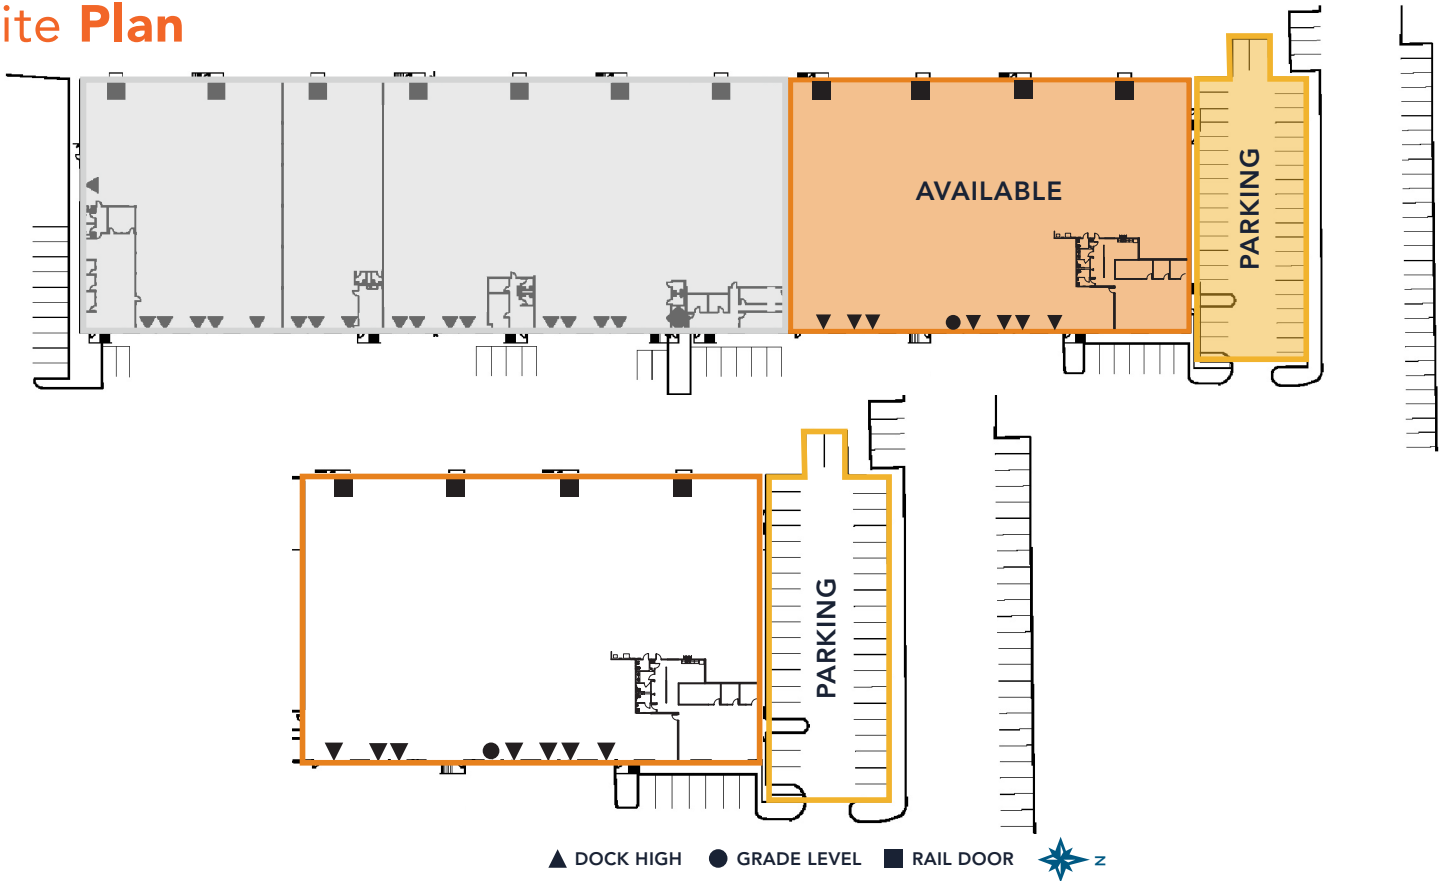 ite Plan
AVAILABLE
PARKING
PARKING
DOCK HIGH
GRADE LEVEL
RAIL DOOR
N